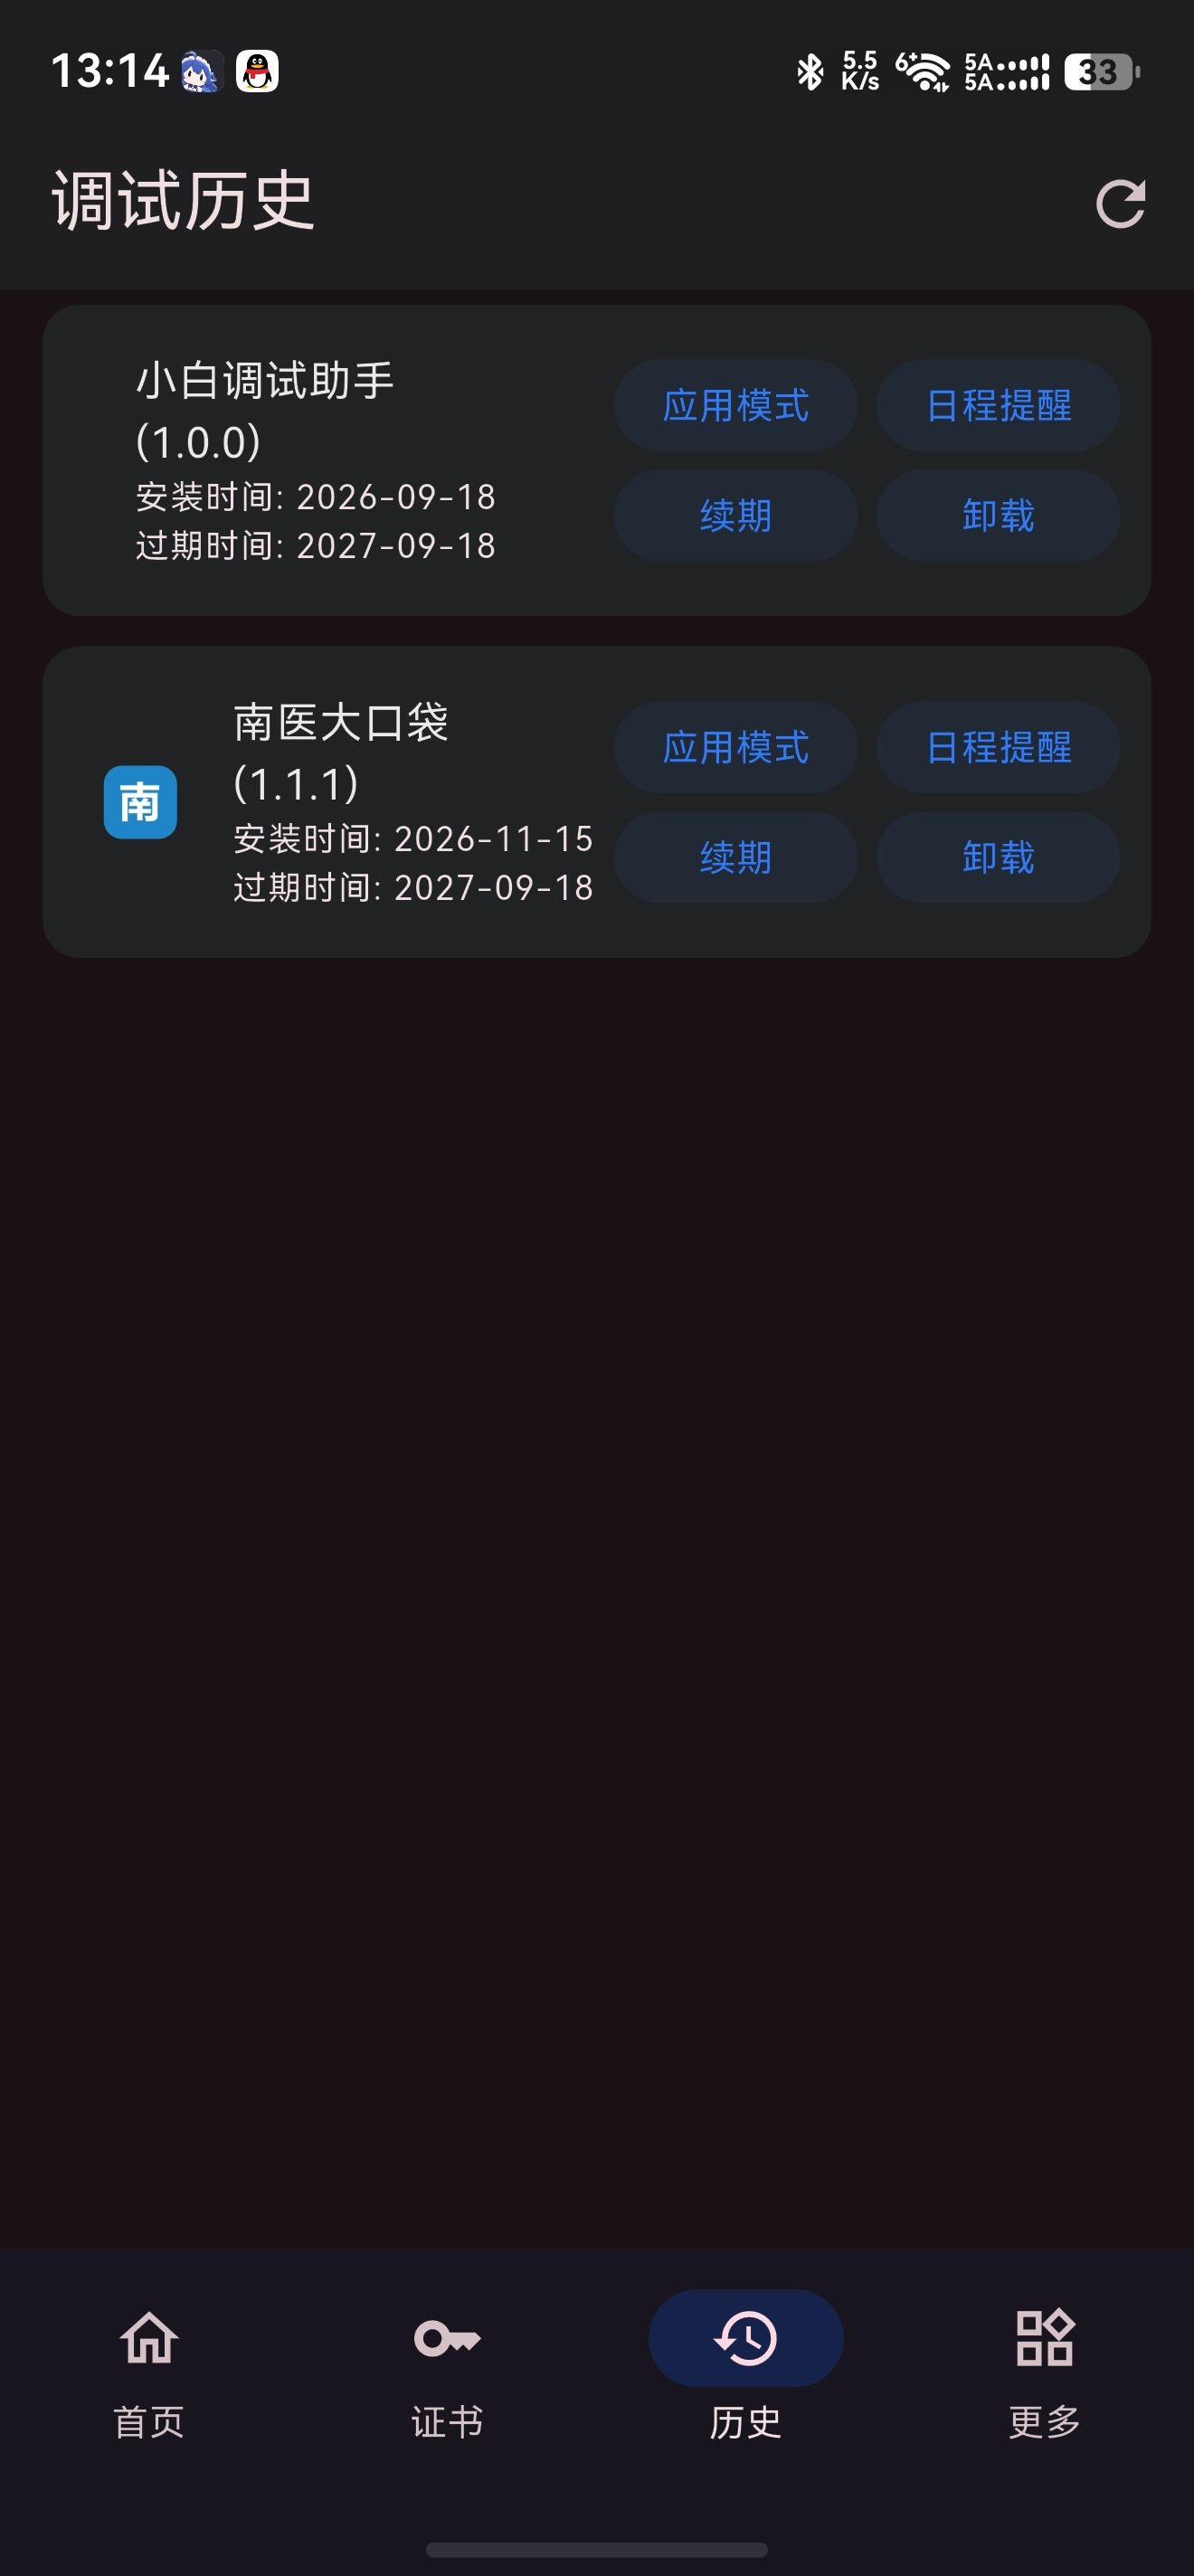 13:14
5.5
K/s
6+
5A
5A
33
调试历史
小白调试助手
(1.0.0)
安装时间: 2026-09-18
过期时间: 2027-09-18
应用模式
日程提醒
续期
卸载
南
南医大口袋
(1.1.1)
安装时间: 2026-11-15
过期时间: 2027-09-18
应用模式
日程提醒
续期
卸载
首页
证书
历史
更多